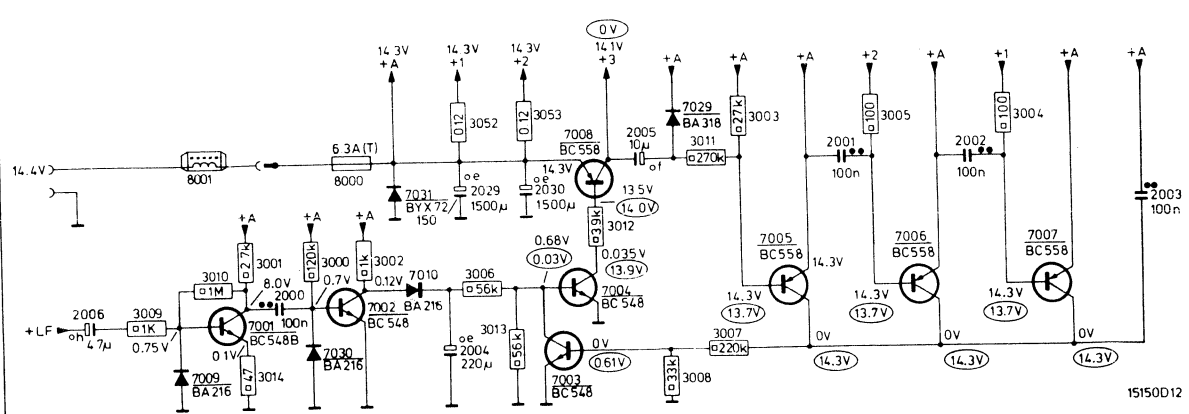 0V
14.3V
+A
14.3V
+1
14.3V
+2
14.1V
+3
+A
+A
+A
+2
+A
+1
+A
+A
0.12
3052
0.12
3053
7008
BC558
2005
10µ
of
7029
BA318
27k
3003
100
3005
100
3004
3011
270k
2001
100n
2002
100n
14.4V
8001
6.3A(T)
8000
14.3V
7031
BYX72/
150
oe
2029
1500µ
oe
2030
1500µ
13.5V
14.0V
3.9k
3012
2003
100n
+A
2.7k
3001
+A
120k
3000
+A
1k
3002
3010
1M
8.0V
2000
100n
0.7V
0.12V
7010
BA216
3006
56k
0.68V
0.03V
0.035V
13.9V
7004
BC548
7005
BC558
14.3V
7006
BC558
7007
BC558
14.3V
13.7V
14.3V
13.7V
14.3V
13.7V
+LF
2006
oh
4.7µ
3009
1K
0.75V
7001
BC548B
7002
BC548
0.1V
47
3014
7009
BA216
7030
BA216
oe
2004
220µ
3013
56k
7003
BC548
0V
0.61V
3007
220k
33k
3008
0V
14.3V
0V
14.3V
0V
14.3V
15150D12